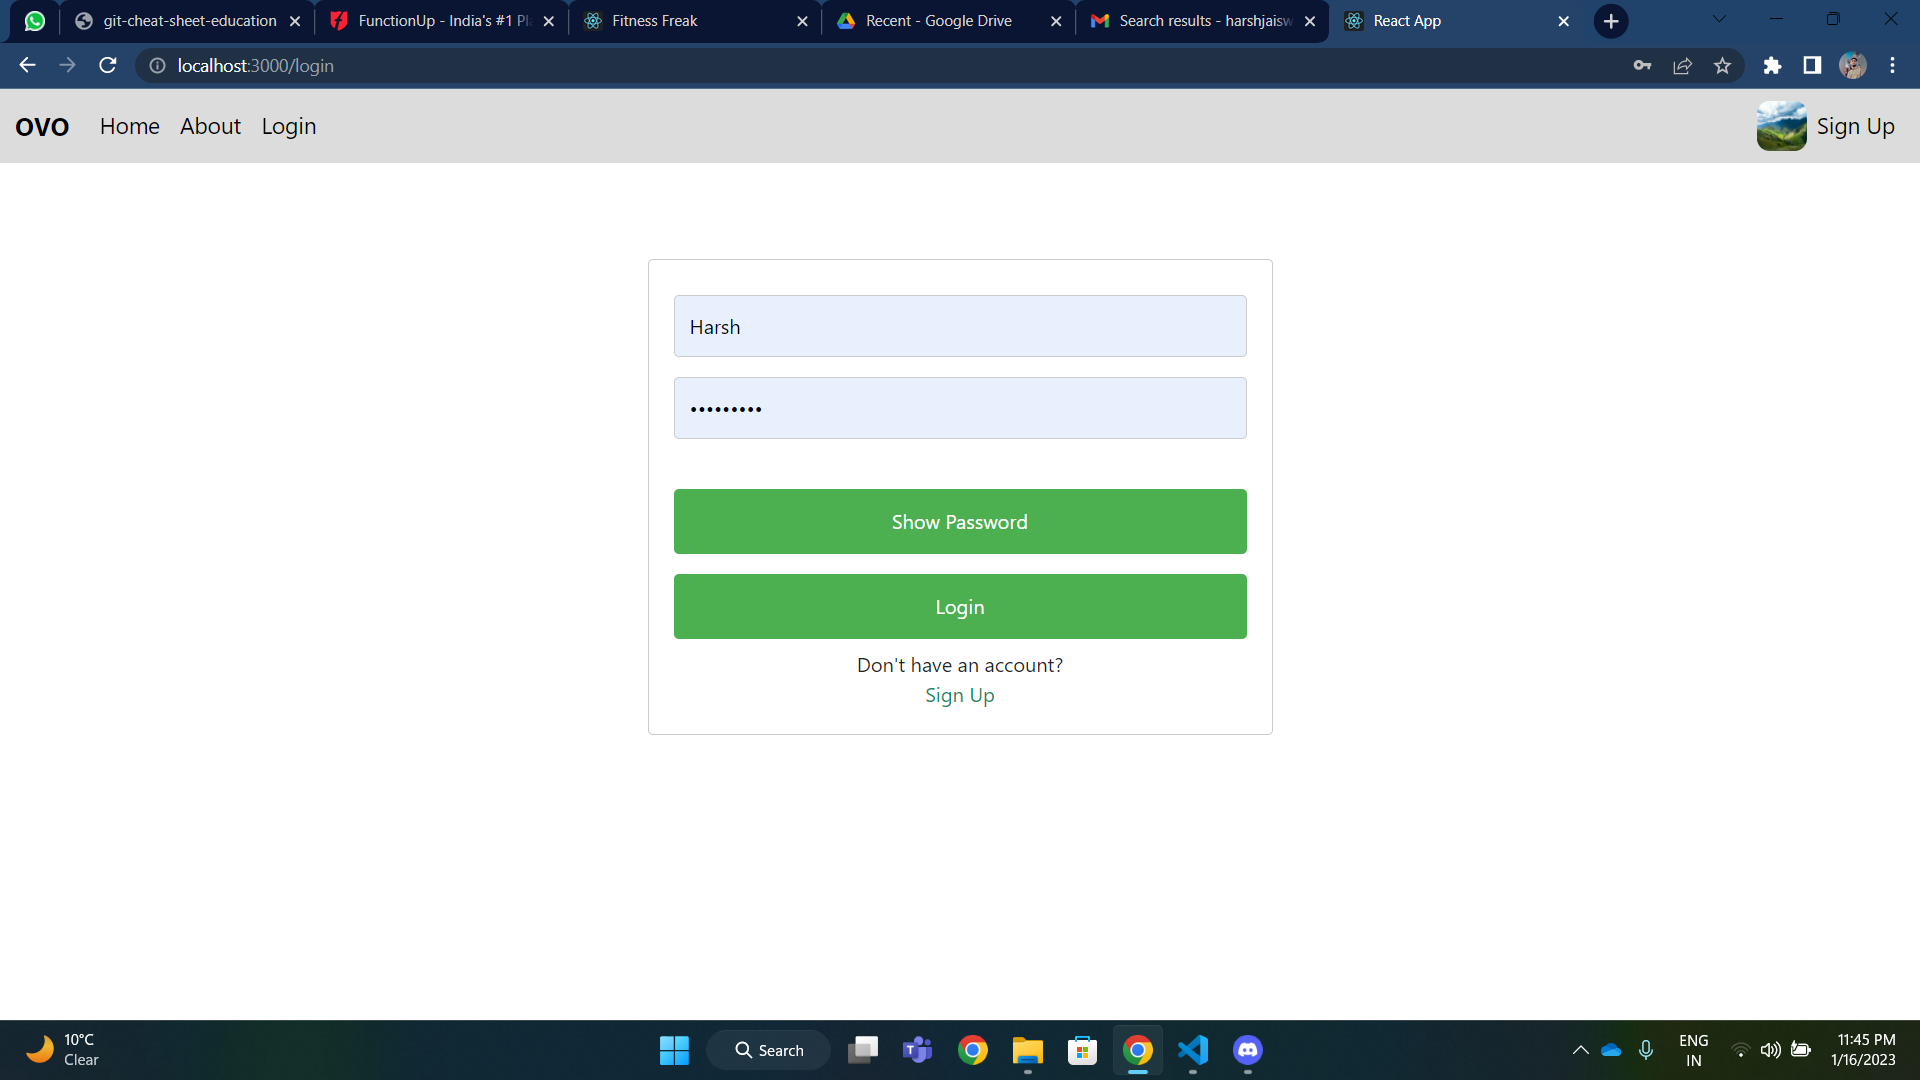 git-cheat-sheet-education
FunctionUp - India's #1 Pl
Fitness Freak
Recent - Google Drive
Search results - harshjaisw
React App
localhost:3000/login
OVO
Home
About
Login
Sign Up
Harsh
•••••••••
Show Password
Login
Don't have an account?
Sign Up
10°C
Clear
Search
ENG
IN
11:45 PM
1/16/2023